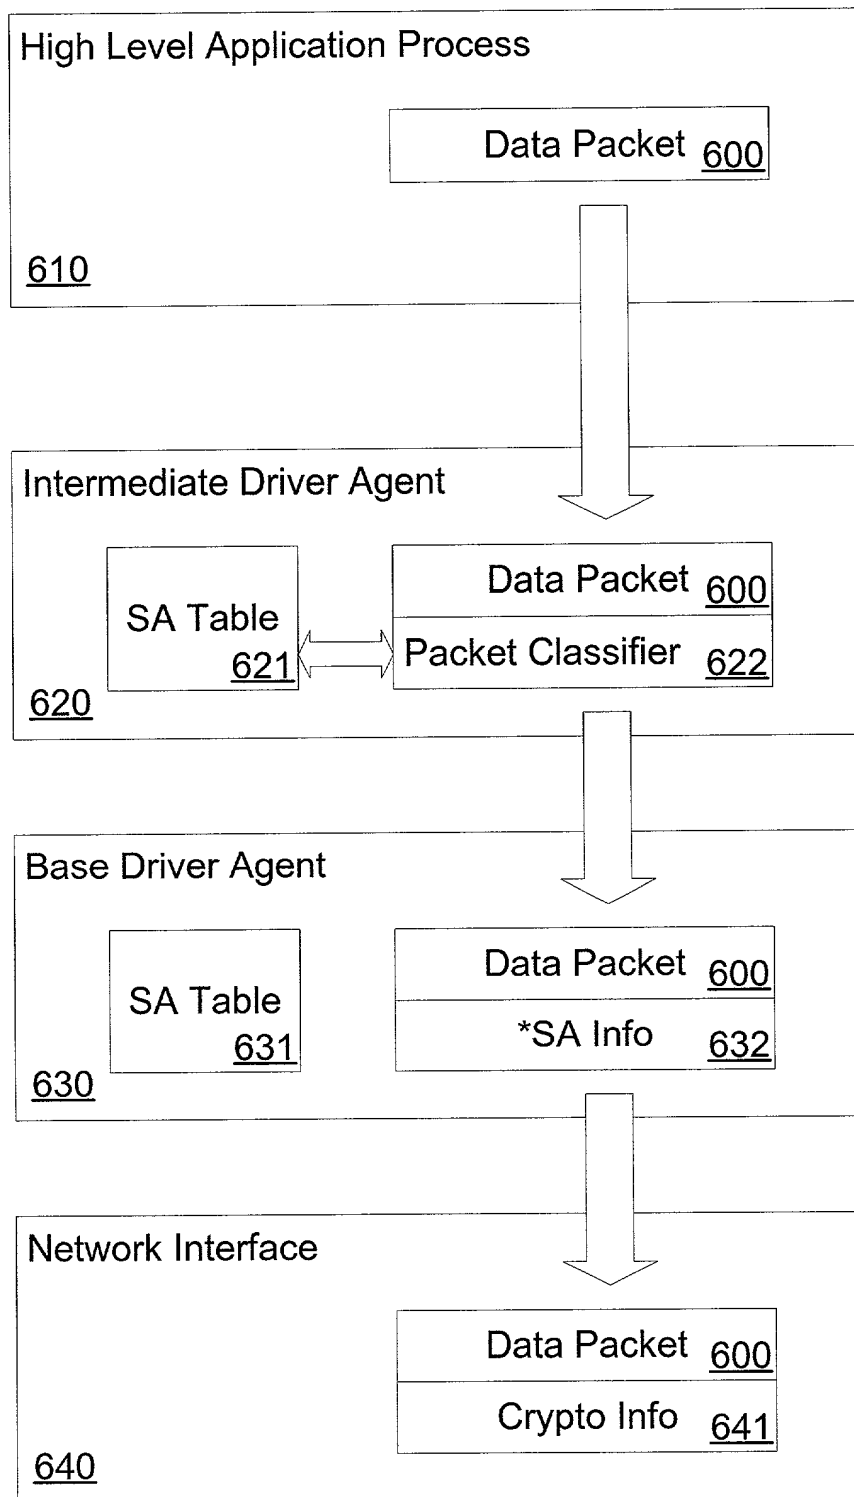 High Level Application Process
Data Packet 600
610
Intermediate Driver Agent
Data Packet 600
SA Table
621
Packet Classifier 622
620
Base Driver Agent
Data Packet 600
SA Table
631
*SA Info 632
630
Network Interface
Data Packet 600
Crypto Info 641
640